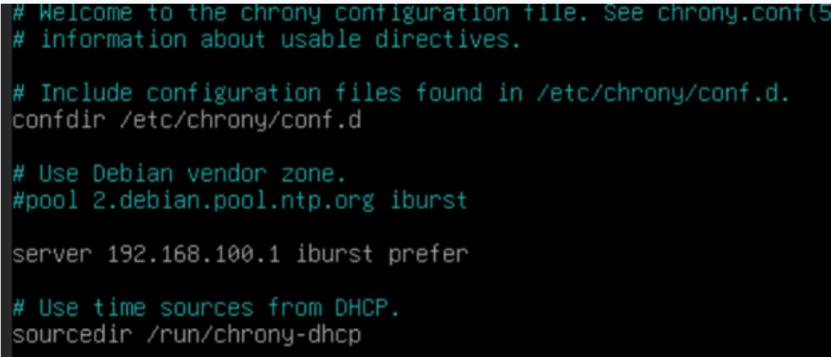 # Welcome to the chrony configuration file. See chrony.conf(5
# information about usable directives.
# Include configuration files found in /etc/chrony/conf.d.
confdir /etc/chrony/conf.d
# Use Debian vendor zone.
#pool 2.debian.pool.ntp.org iburst
server 192.168.100.1 iburst prefer
# Use time sources from DHCP.
sourcedir /run/chrony-dhcp